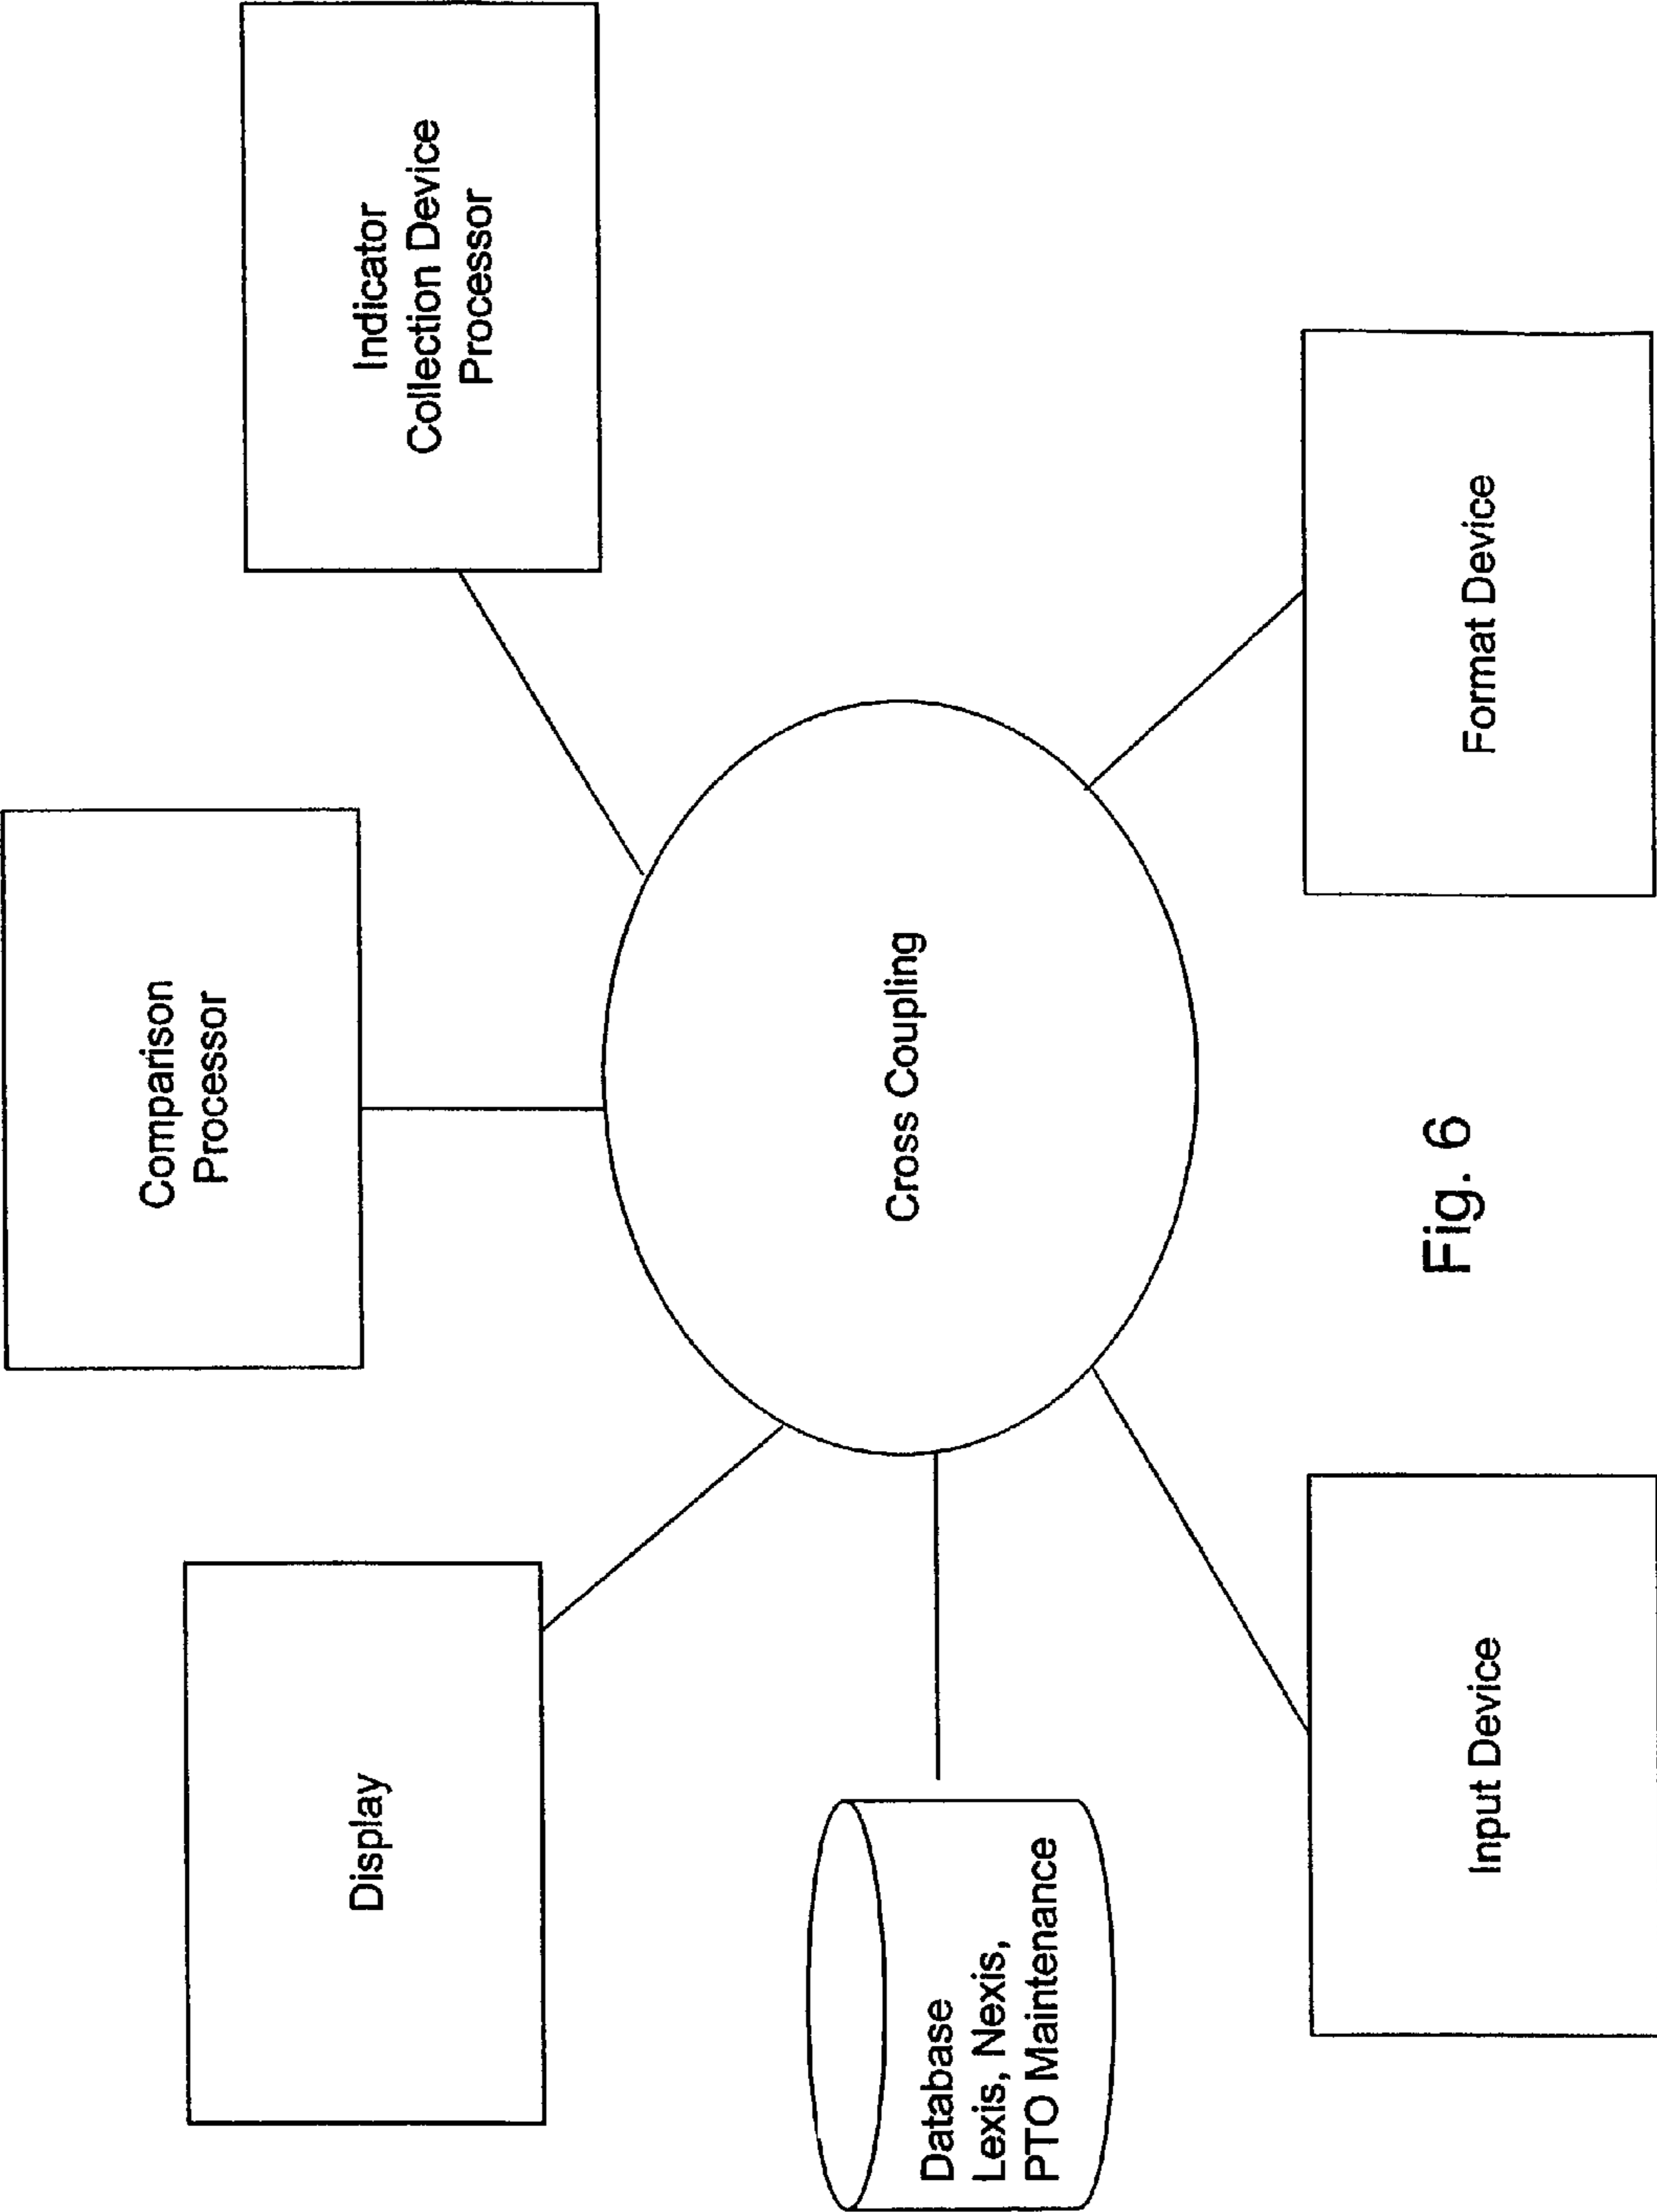 Comparison
Processor
Display
Indicator
Collection Device
Processor
Database
Lexis, Nexis,
PTO Maintenance
Cross Coupling
Input Device
Format Device
Fig. 6